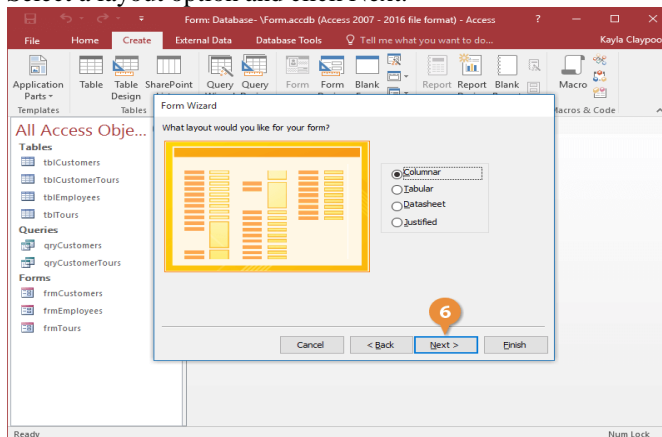 Select a layout option and click Next.
Form: Database- \Form.accdb (Access 2007 - 2016 file format) - Access
?
File Home Create External Data Database Tools Tell me what you want to do... Kayla Claypoo
Application Parts Table Table Design SharePoint Query Query Form Form Blank Report Report Blank Macro
Templates Tables Macros & Code
All Access Obje...
Tables
tblCustomers
tblCustomerTours
tblEmployees
tblTours
Queries
qryCustomers
qryCustomerTours
Forms
frmCustomers
frmEmployees
frmTours
Form Wizard
What layout would you like for your form?
Columnar
Tabular
Datasheet
Justified
6
Cancel < Back Next > Finish
Ready Num Lock